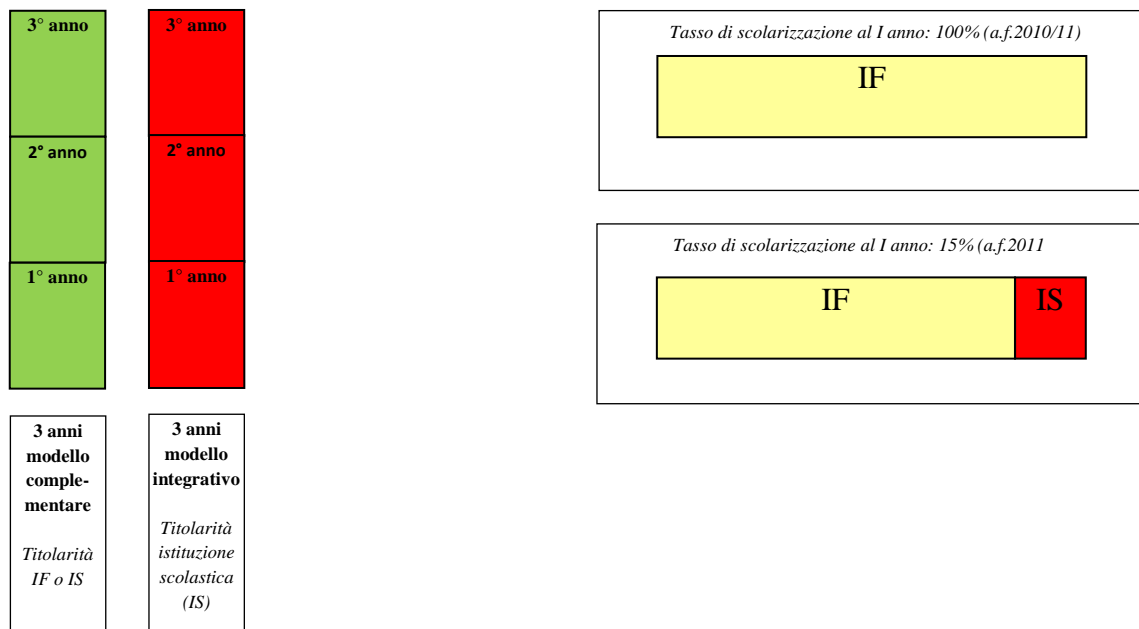 3° anno
2° anno
1° anno
3 anni
modello
comple-
mentare
Titolarità
IF o IS
3° anno
2° anno
1° anno
3 anni
modello
integrativo
Titolarità
istituzione
scolastica
(IS)
Tasso di scolarizzazione al I anno: 100% (a.f.2010/11)
IF
Tasso di scolarizzazione al I anno: 15% (a.f.2011
IF IS